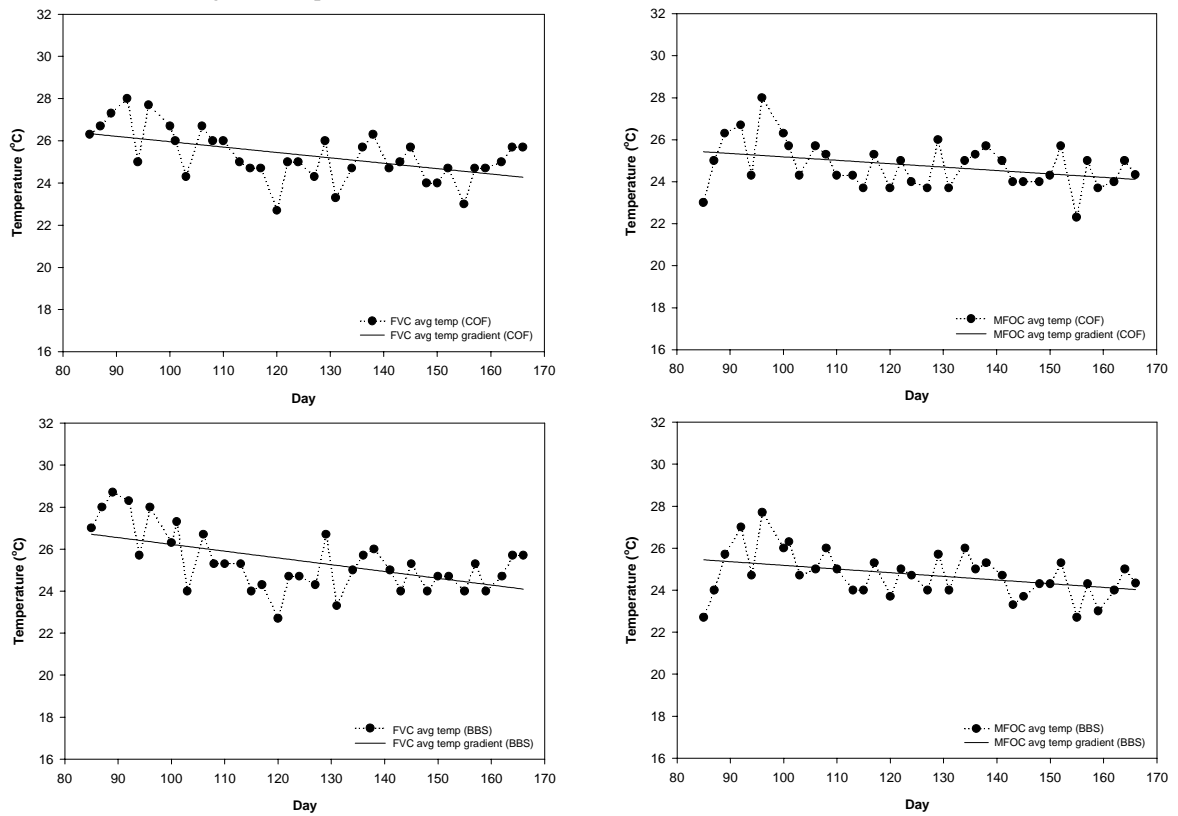 32
30
28
26
24
22
20
18
16
Temperature (°C)
80 90 100 110 120 130 140 150 160 170
Day
FVC avg temp (COF)
FVC avg temp gradient (COF)
32
30
28
26
24
22
20
18
16
Temperature (°C)
80 90 100 110 120 130 140 150 160 170
Day
MFOC avg temp (COF)
MFOC avg temp gradient (COF)
32
30
28
26
24
22
20
18
16
Temperature (°C)
80 90 100 110 120 130 140 150 160 170
Day
FVC avg temp (BBS)
FVC avg temp gradient (BBS)
32
30
28
26
24
22
20
18
16
Temperature (°C)
80 90 100 110 120 130 140 150 160 170
Day
MFOC avg temp (BBS)
MFOC avg temp gradient (BBS)